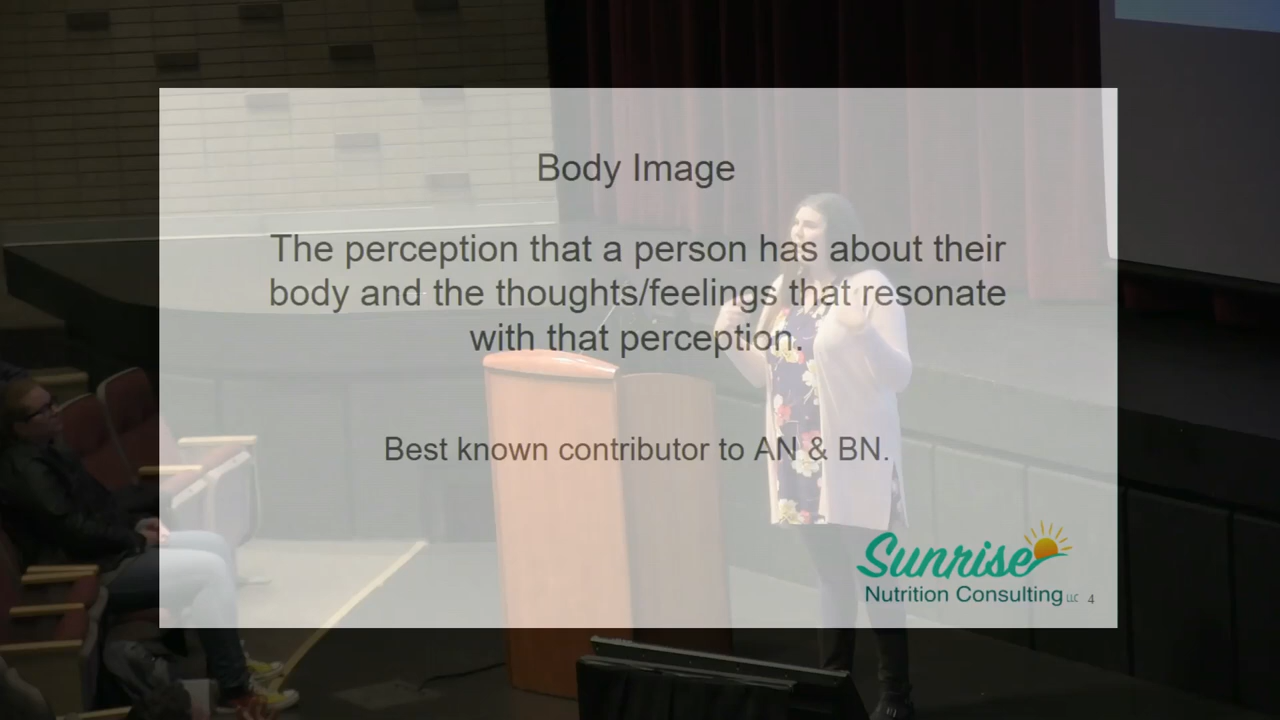 Body Image
The perception that a person has about their
body and the thoughts/feelings that resonate
with that perception.
Best known contributor to AN & BN.
Sunrise
Nutrition Consulting LLC 4